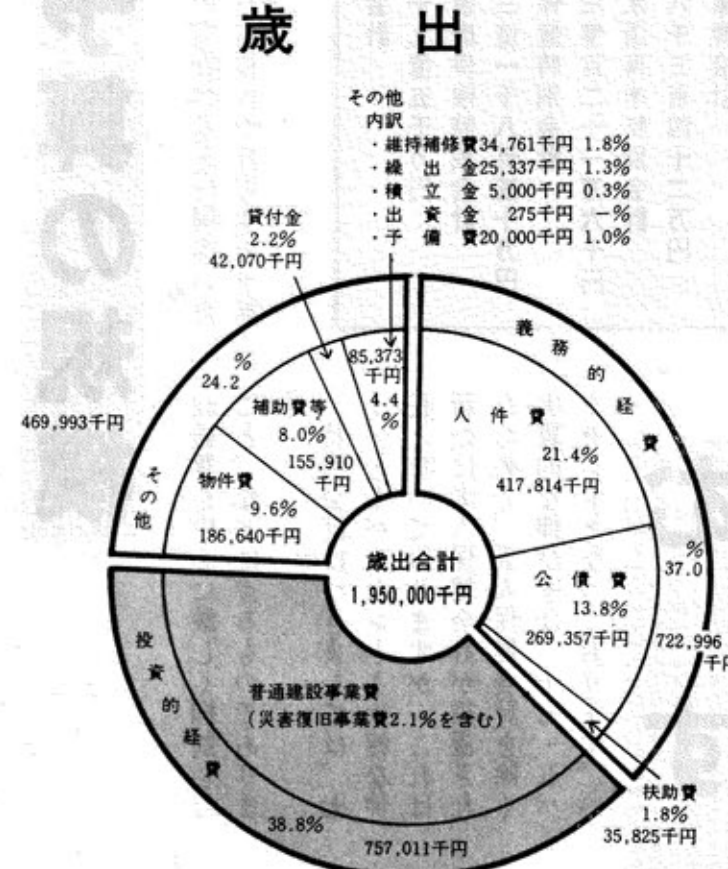 歳 出
その他
内訳
・維持補修費34,761千円 1.8%
・繰出金25,337千円 1.3%
・積立金 5,000千円 0.3%
・出資金 275千円 －%
・予備費20,000千円 1.0%
貸付金
2.2%
42,070千円
85,373
千円
4.4
%
補助費等
8.0%
155,910
千円
物件費
9.6%
186,640千円
%
24.2
469,993千円
その他
義務的経費
人件費
21.4%
417,814千円
公債費
13.8%
269,357千円
%
37.0
722,996
千円
扶助費
1.8%
35,825千円
歳出合計
1,950,000千円
投資的経費
普通建設事業費
(災害復旧事業費2.1%を含む)
38.8%
757,011千円